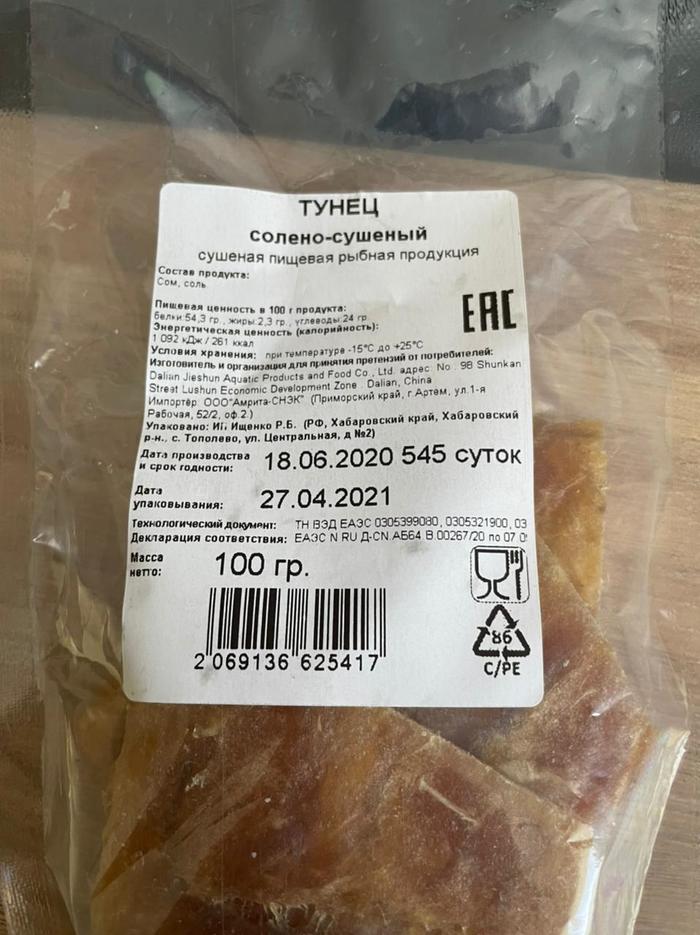 ТУНЕЦ
солено-сушеный
сушеная пищевая рыбная продукция
Состав продукта:
Сом, соль
Пищевая ценность в 100 г продукта:
белки:54,3 гр., жиры:2,3 гр., углеводы:24 гр
Энергетическая ценность (калорийность):
1 092 кДж / 261 ккал
EAC
Условия хранения: при температуре -15°С до +25°С
Изготовитель и организация для принятия претензий от потребителей:
Dalian Jieshun Aquatic Products and Food Co., Ltd. адрес: No. 98 Shunkan
Street Lushun Economic Development Zone. Dalian, China
Импортёр: ООО"Амрита-СНЭК" (Приморский край, г.Артём, ул.1-я
Рабочая, 52/2, оф.2.)
Упаковано: ИП Ищенко Р.Б. (РФ, Хабаровский край, Хабаровский
р-н., с. Тополево, ул. Центральная, д №2)
Дата производства
и срок годности: 18.06.2020 545 суток
Дата
упаковывания: 27.04.2021
Технологический документ: ТН ВЭД ЕАЭС 0305399080, 0305321900, 03
Декларация соответствия: ЕАЭС N RU Д-CN.АБ64.В.00267/20 по 07.0
Масса
нетто: 100 гр.
2 069136 625417
86
C/PE